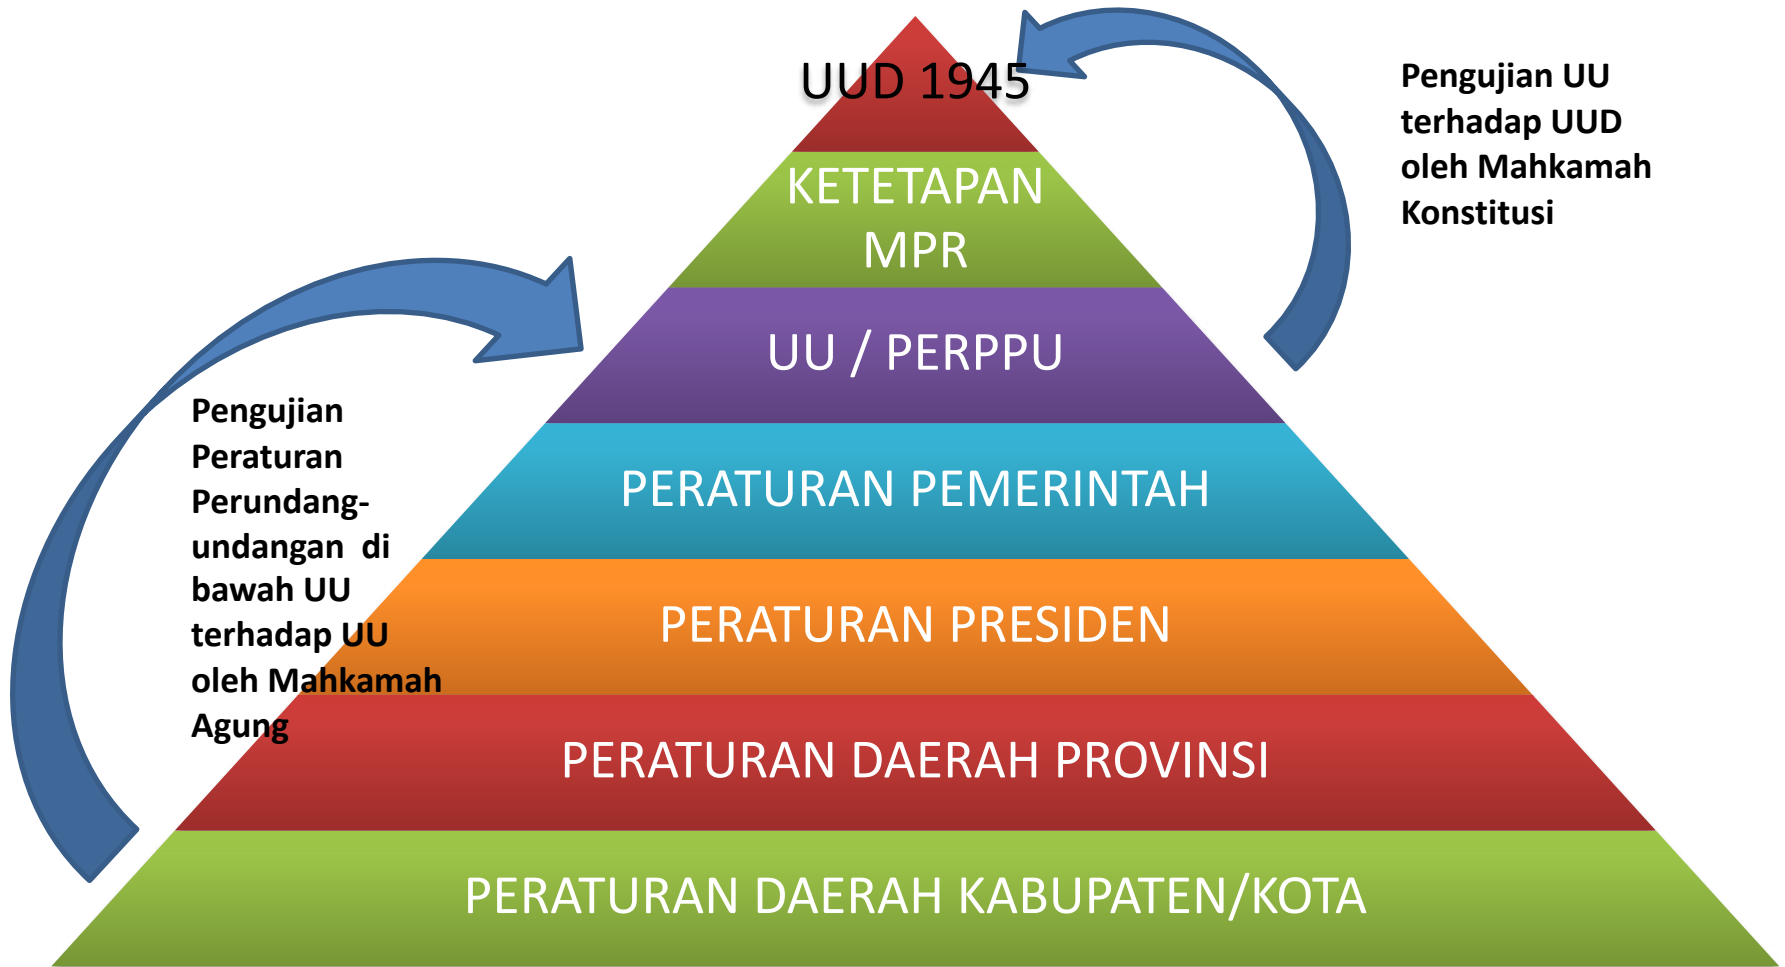 UUD 1945
KETETAPAN
MPR
UU / PERPPU
PERATURAN PEMERINTAH
PERATURAN PRESIDEN
PERATURAN DAERAH PROVINSI
PERATURAN DAERAH KABUPATEN/KOTA
Pengujian UU
terhadap UUD
oleh Mahkamah
Konstitusi
Pengujian
Peraturan
Perundang-
undangan di
bawah UU
terhadap UU
oleh Mahkamah
Agung